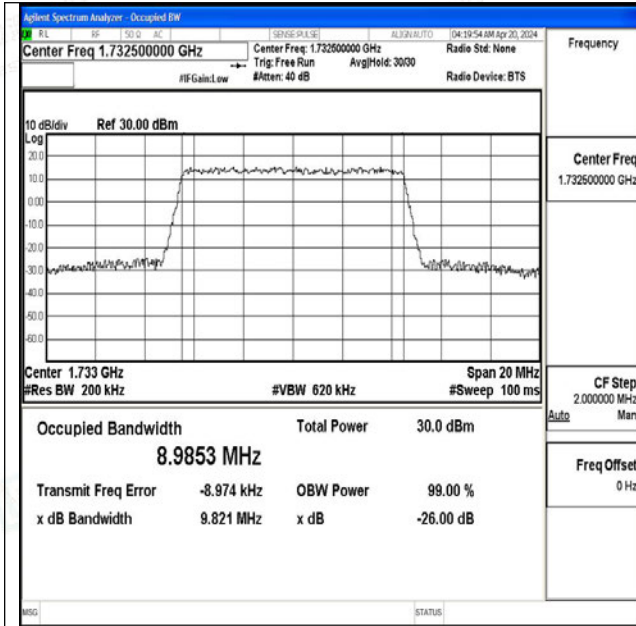 Agilent Spectrum Analyzer - Occupied BW
RL RF 50 Ω AC SENSE:PULSE ALIGNAUTO 04:19:54 AM Apr 20, 2024
Center Freq 1.732500000 GHz
Center Freq: 1.732500000 GHz
Radio Std: None
Trig: Free Run Avg|Hold: 30/30
#IFGain:Low #Atten: 40 dB Radio Device: BTS
10 dB/div Ref 30.00 dBm
Log
20.0
10.0
0.00
-10.0
-20.0
-30.0
-40.0
-50.0
-60.0
Center 1.733 GHz Span 20 MHz
#Res BW 200 kHz #VBW 620 kHz #Sweep 100 ms
Occupied Bandwidth Total Power 30.0 dBm
8.9853 MHz
Transmit Freq Error -8.974 kHz OBW Power 99.00 %
x dB Bandwidth 9.821 MHz x dB -26.00 dB
MSG STATUS
Frequency
Center Freq
1.732500000 GHz
CF Step
2.000000 MHz
Auto Man
Freq Offset
0 Hz